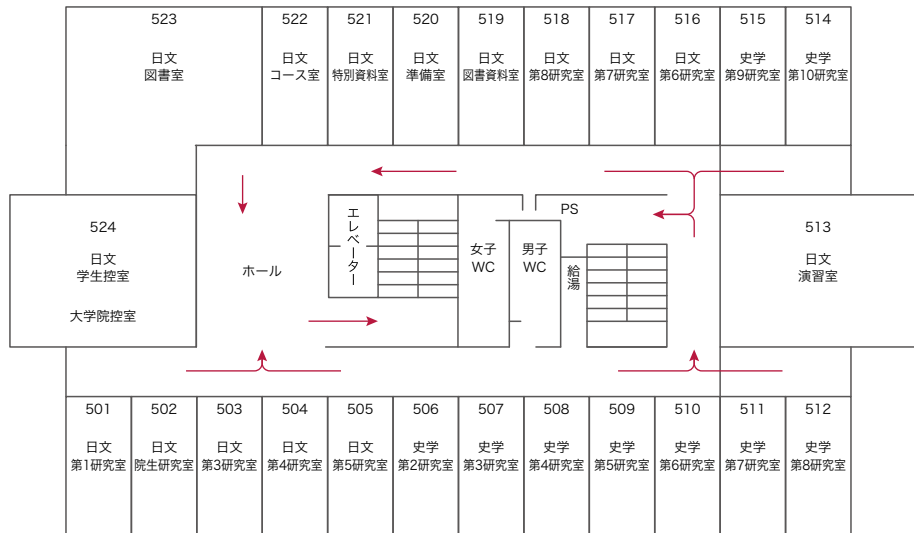 523
日文
図書室
522
日文
コース室
521
日文
特別資料室
520
日文
準備室
519
日文
図書資料室
518
日文
第8研究室
517
日文
第7研究室
516
日文
第6研究室
515
史学
第9研究室
514
史学
第10研究室
524
日文
学生控室
大学院控室
ホール
エレベーター
女子
WC
男子
WC
PS
給湯
513
日文
演習室
501
日文
第1研究室
502
日文
院生研究室
503
日文
第3研究室
504
日文
第4研究室
505
日文
第5研究室
506
史学
第2研究室
507
史学
第3研究室
508
史学
第4研究室
509
史学
第5研究室
510
史学
第6研究室
511
史学
第7研究室
512
史学
第8研究室